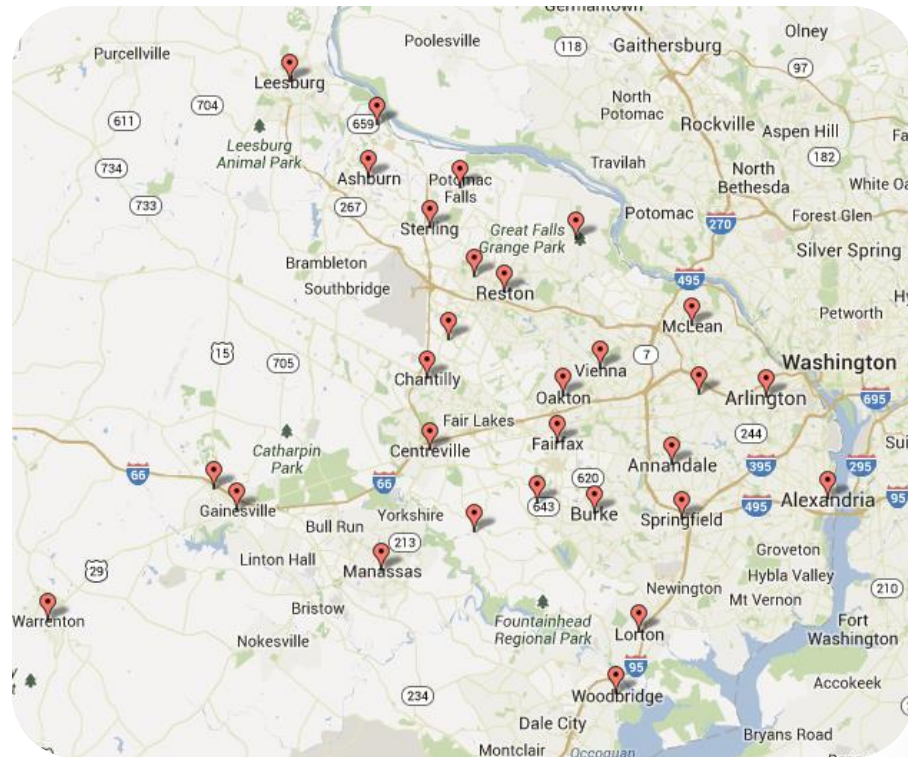 Germantown
Olney
Poolesville
118
Gaithersburg
Purcellville
97
Leesburg
704
North
Potomac
611
659
Rockville
Aspen Hill
Leesburg
Animal Park
182
734
Travilah
North
Bethesda
Ashburn
Potomac
Falls
White Oa
733
267
Potomac
Forest Glen
Sterling
270
Great Falls
Grange Park
Silver Spring
Brambleton
Southbridge
495
Reston
McLean
Petworth
15
705
7
Washington
Vienna
Chantilly
Oakton
Arlington
695
Fair Lakes
Fairfax
244
Centreville
Catharpin
Park
Annandale
395
295
66
66
620
Gainesville
643
Burke
Springfield
495
Alexandria
95
Yorkshire
Bull Run
213
Linton Hall
Groveton
Manassas
29
Hybla Valley
Newington
210
Mt Vernon
Bristow
Warrenton
Fountainhead
Regional Park
Lorton
Fort
Washington
Nokesville
95
Accokeek
234
Woodbridge
Dale City
Bryans Road
Montclair
Occoquan